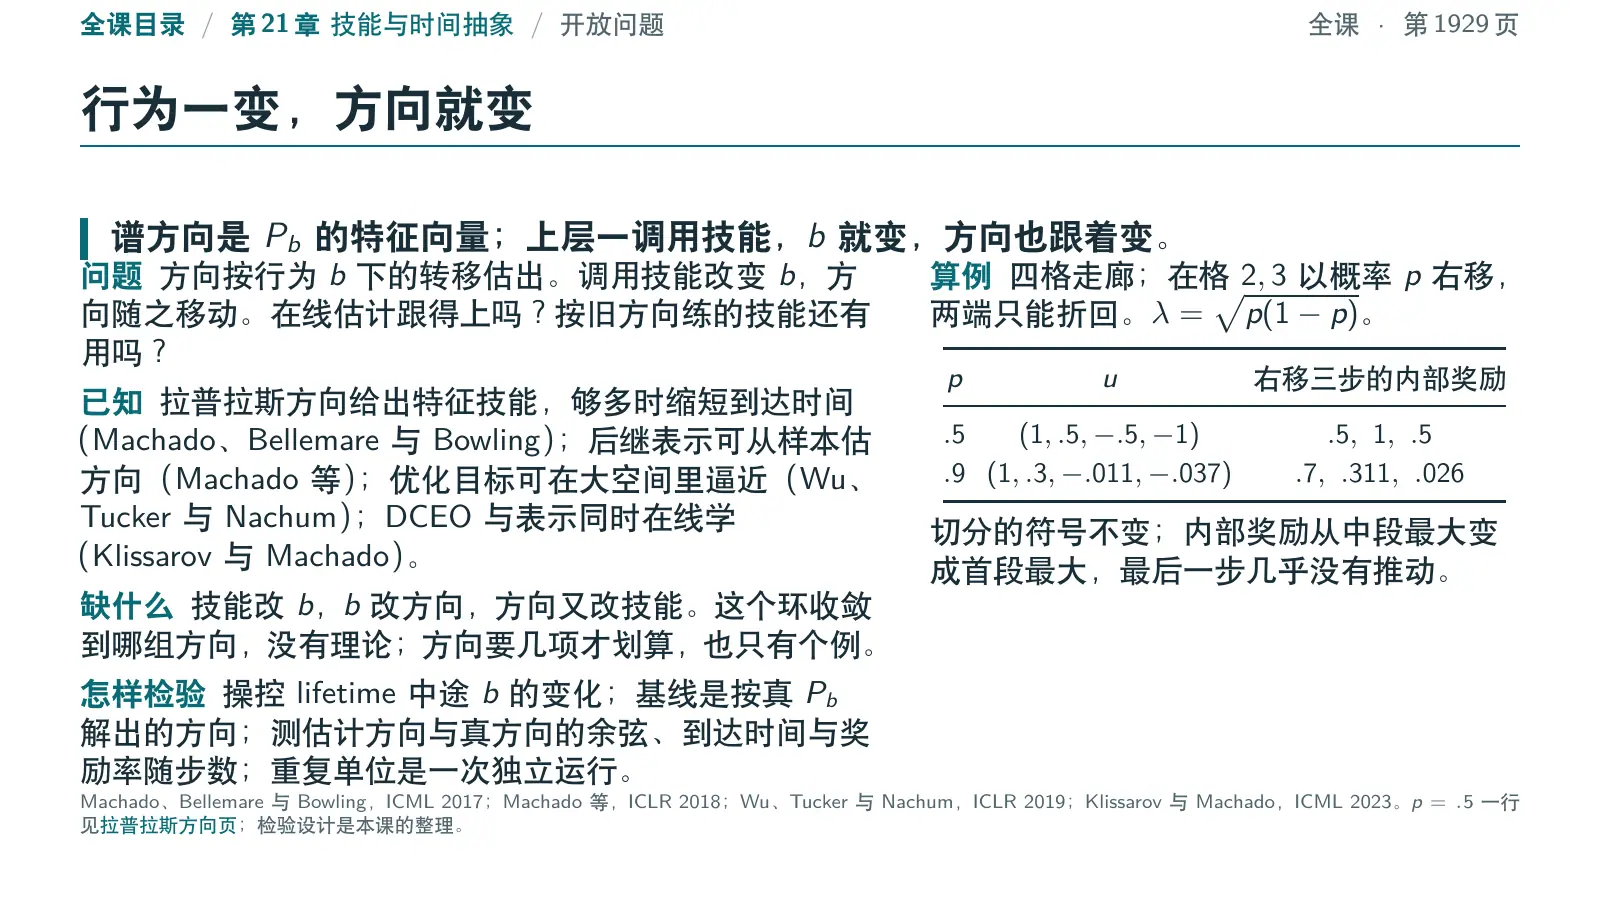 全课目录 / 第 21 章 技能与时间抽象 / 开放问题
全课 · 第 1929 页
行为一变，方向就变
谱方向是 P_b 的特征向量；上层一调用技能，b 就变，方向也跟着变。
问题 方向按行为 b 下的转移估出。调用技能改变 b，方
向随之移动。在线估计跟得上吗？按旧方向练的技能还有
用吗？
已知 拉普拉斯方向给出特征技能，够多时缩短到达时间
(Machado、Bellemare 与 Bowling)；后继表示可从样本估
方向（Machado 等)；优化目标可在大空间里逼近（Wu、
Tucker 与 Nachum)；DCEO 与表示同时在线学
(Klissarov 与 Machado)。
缺什么 技能改 b，b 改方向，方向又改技能。这个环收敛
到哪组方向，没有理论；方向要几项才划算，也只有个例。
怎样检验 操控 lifetime 中途 b 的变化；基线是按真 P_b
解出的方向；测估计方向与真方向的余弦、到达时间与奖
励率随步数；重复单位是一次独立运行。
算例 四格走廊；在格 2, 3 以概率 p 右移，
两端只能折回。λ = √p(1 − p)。
p u 右移三步的内部奖励
.5 (1, .5, −.5, −1) .5, 1, .5
.9 (1, .3, −.011, −.037) .7, .311, .026
切分的符号不变；内部奖励从中段最大变
成首段最大，最后一步几乎没有推动。
Machado、Bellemare 与 Bowling，ICML 2017；Machado 等，ICLR 2018；Wu、Tucker 与 Nachum，ICLR 2019；Klissarov 与 Machado，ICML 2023。p = .5 一行
见拉普拉斯方向页；检验设计是本课的整理。